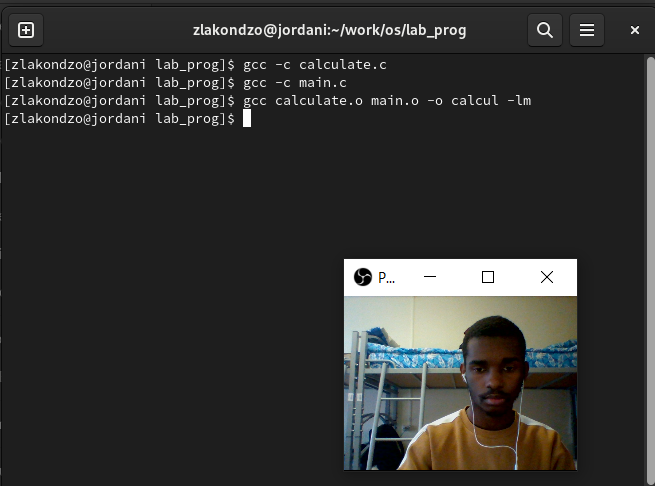 zlakondzo@jordani:~/work/os/lab_prog
[zlakondzo@jordani lab_prog]$ gcc -c calculate.c
[zlakondzo@jordani lab_prog]$ gcc -c main.c
[zlakondzo@jordani lab_prog]$ gcc calculate.o main.o -o calcul -lm
[zlakondzo@jordani lab_prog]$
P...